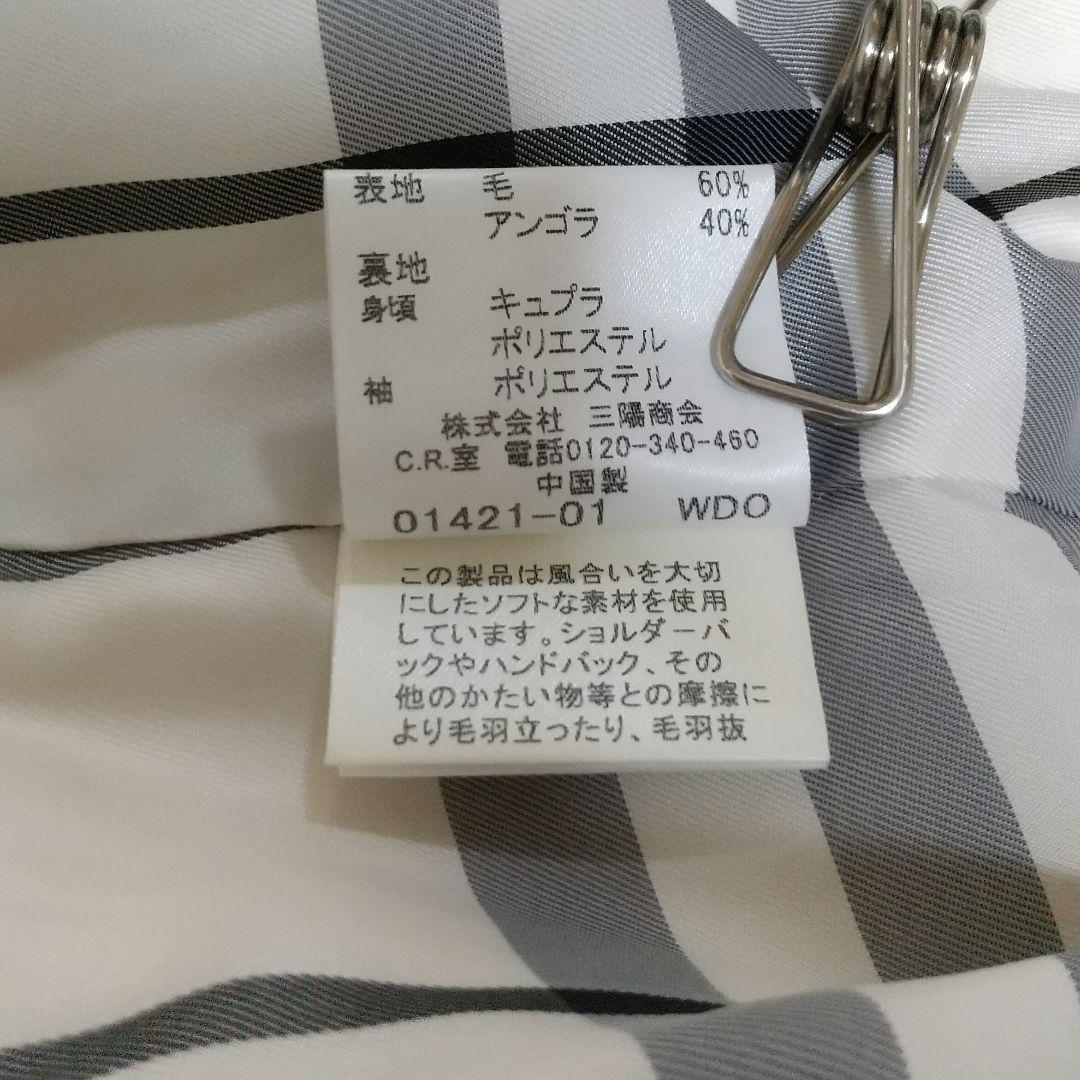 表地 毛 60%
アンゴラ 40%
裏地
身頃 キュプラ
ポリエステル
袖 ポリエステル
株式会社 三陽商会
C.R.室 電話0120-340-460
中国製
01421-01 WDO
この製品は風合いを大切
にしたソフトな素材を使用
しています。ショルダーバ
ックやハンドバック、その
他のかたい物等との摩擦に
より毛羽立ったり、毛羽抜